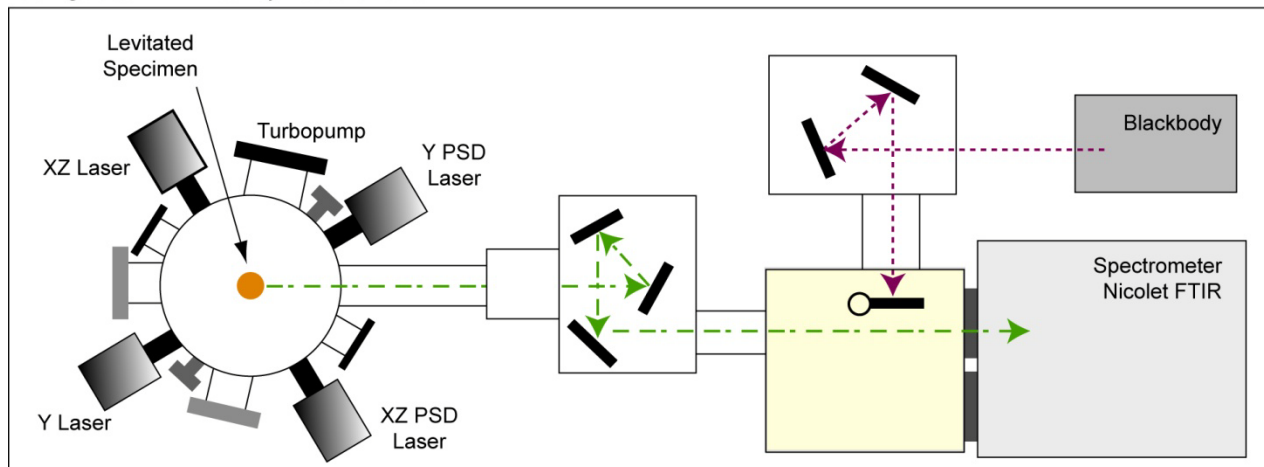 Levitated
Specimen
XZ Laser
Turbopump
Y PSD
Laser
Blackbody
Spectrometer
Nicolet FTIR
Y Laser
XZ PSD
Laser